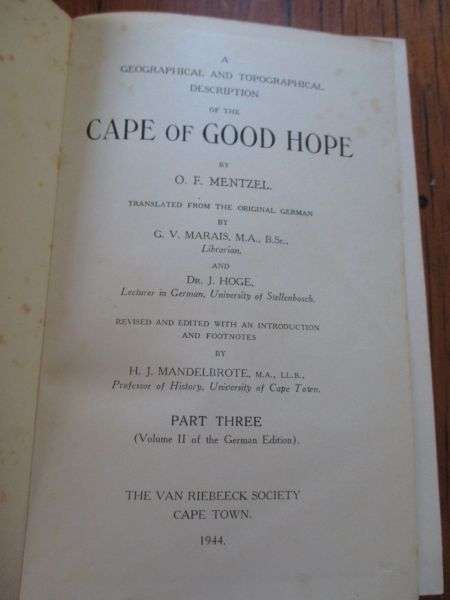 A
GEOGRAPHICAL AND TOPOGRAPHICAL
DESCRIPTION
OF THE
CAPE OF GOOD HOPE
BY
O. F. MENTZEL.
TRANSLATED FROM THE ORIGINAL GERMAN
BY
G. V. MARAIS, M.A., B.Sc.,
Librarian,
AND
DR. J. HOGE,
Lecturer in German, University of Stellenbosch.
REVISED AND EDITED WITH AN INTRODUCTION
AND FOOTNOTES
BY
H. J. MANDELBROTE, M.A., LL.B.,
Professor of History, University of Cape Town.
PART THREE
(Volume II of the German Edition).
THE VAN RIEBEECK SOCIETY
CAPE TOWN.
1944.